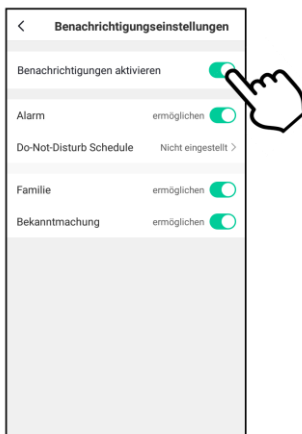 Benachrichtigungseinstellungen
Benachrichtigungen aktivieren
Alarm ermöglichen
Do-Not-Disturb Schedule Nicht eingestellt >
Familie ermöglichen
Bekanntmachung ermöglichen